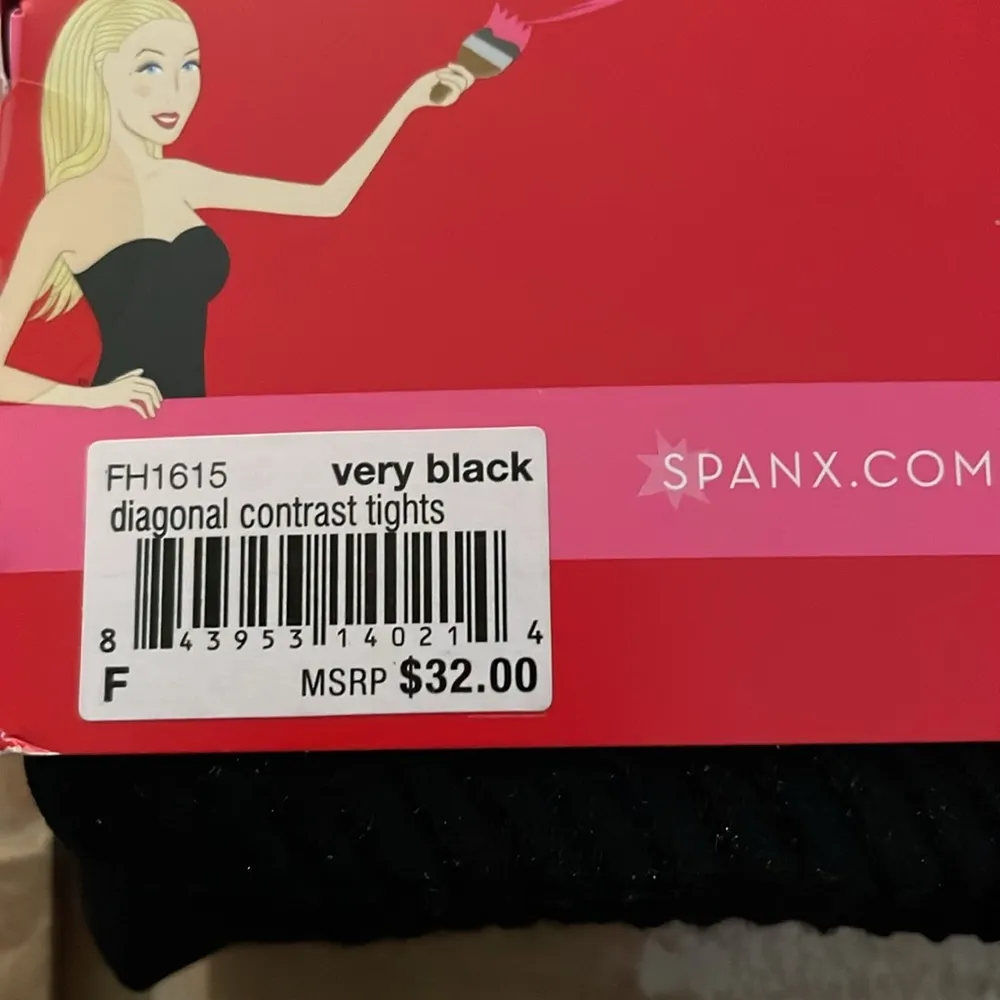 FH1615 very black
diagonal contrast tights
SPANX.COM
8 43953 14021 4
F MSRP $32.00